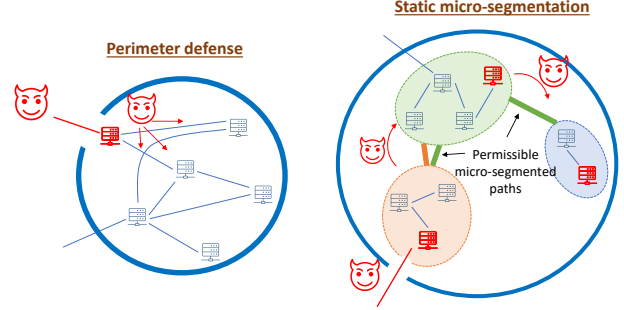 Static micro-segmentation
Perimeter defense
Permissible
micro-segmented
paths